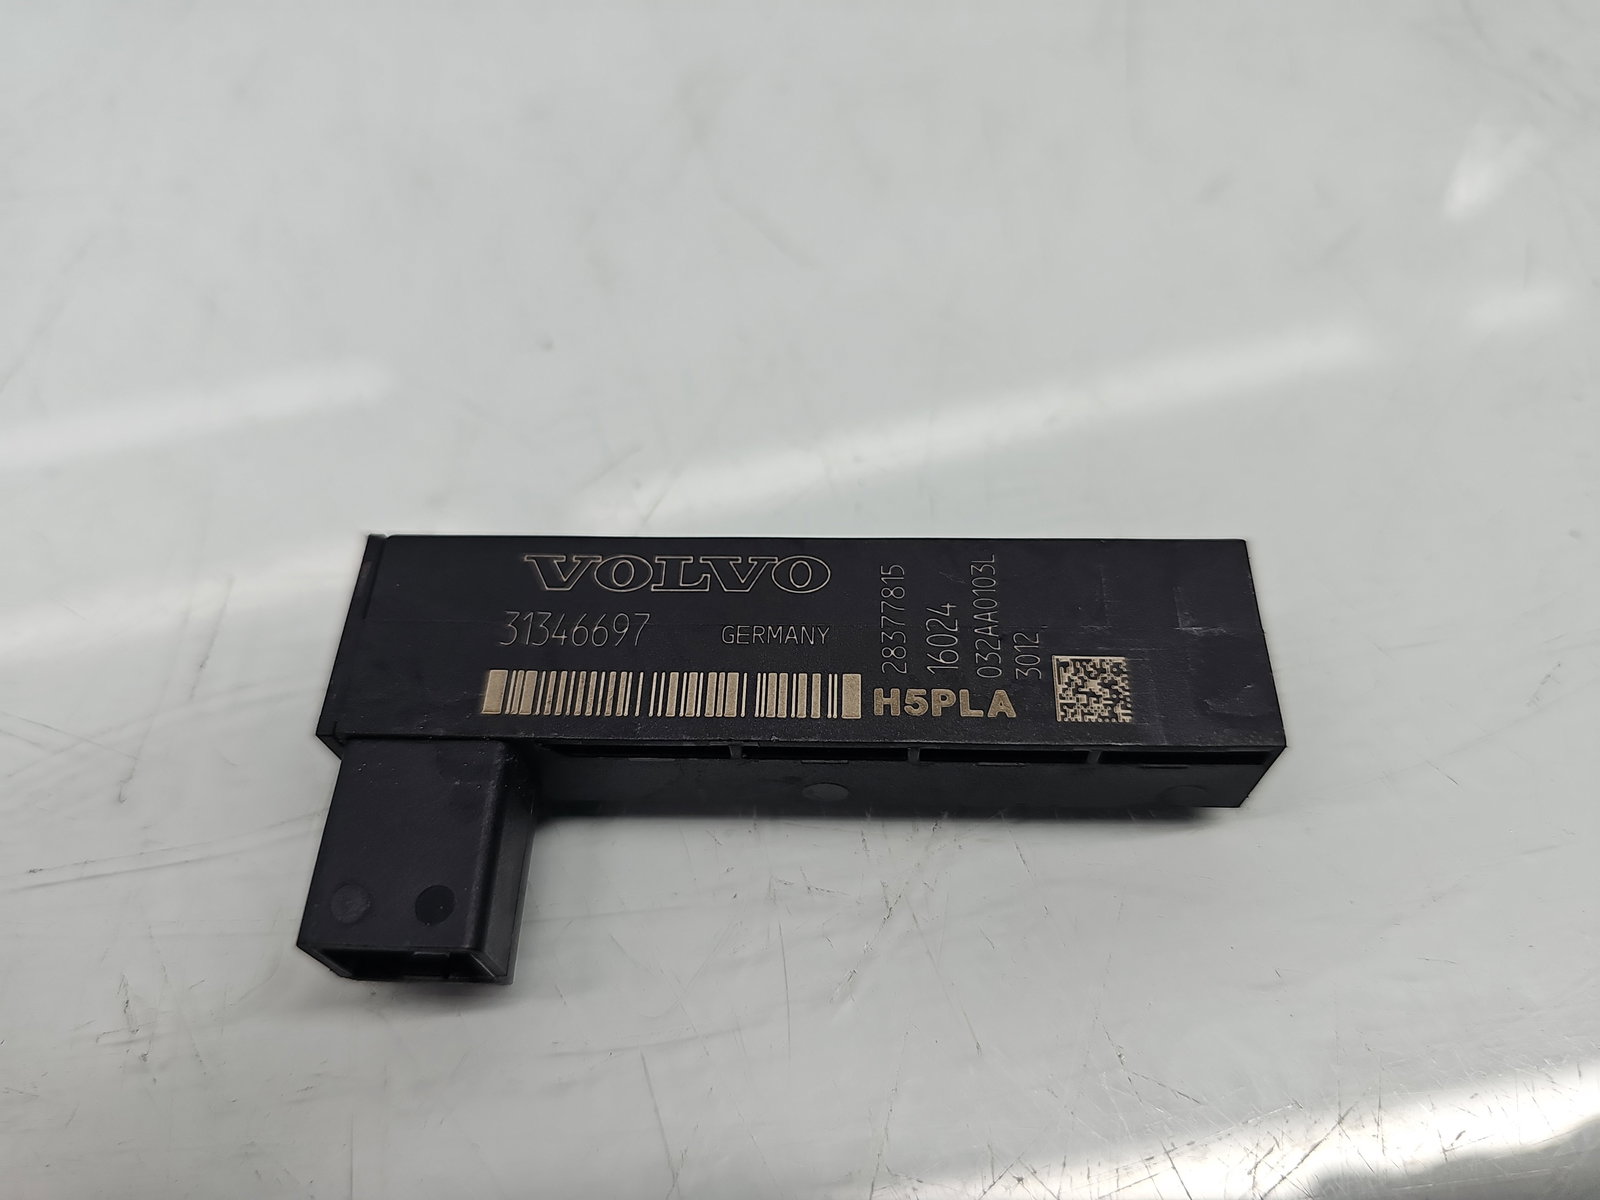 VOLVO
31346697
GERMANY
H5PLA
28377815
16024
032AA0103L
3012